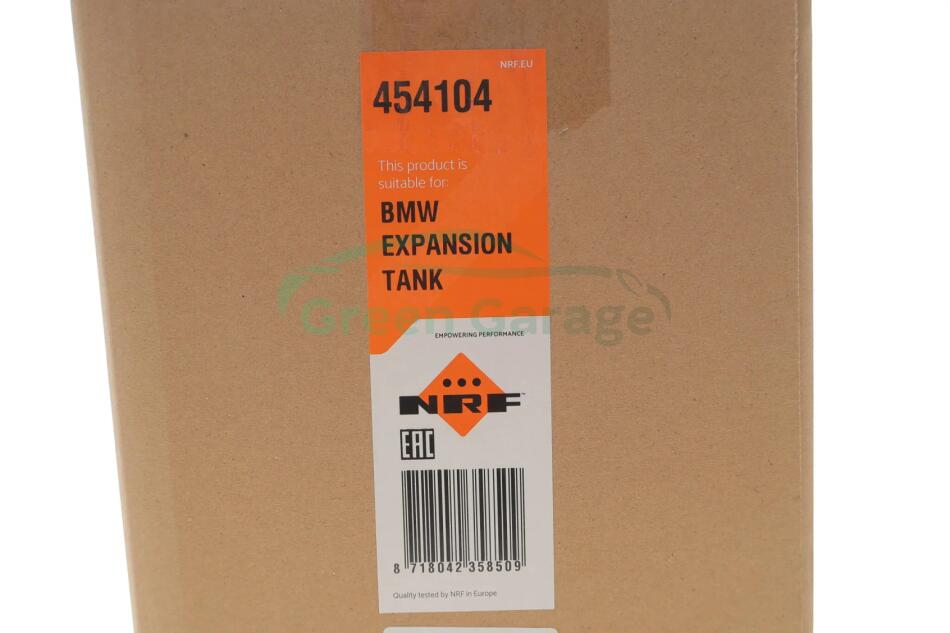 NRF.EU
454104
This product is
suitable for:
BMW
EXPANSION
TANK
Green Garage
EMPOWERING PERFORMANCE
NRF™
EAC
8 718042 358509
Quality tested by NRF in Europe